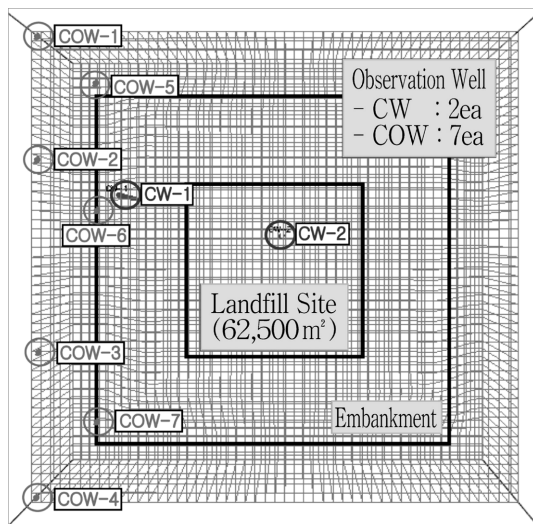 COW-1
COW-5
Observation Well
- CW : 2ea
- COW : 7ea
COW-2
CW-1
COW-6
CW-2
Landfill Site
(62,500㎡)
COW-3
COW-7
Embankment
COW-4